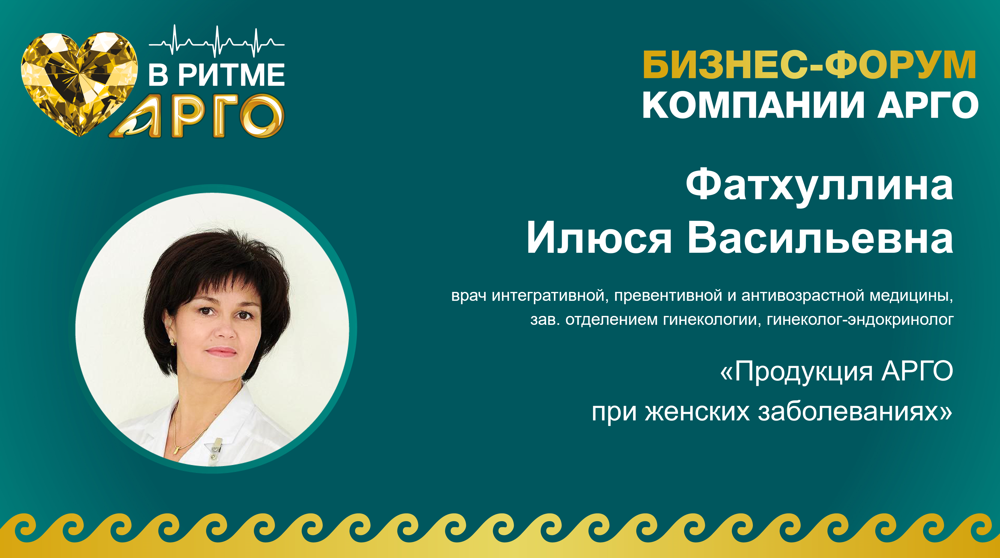 В РИТМЕ
АРГО
БИЗНЕС-ФОРУМ
КОМПАНИИ АРГО
Фатхуллина
Илюся Васильевна
врач интегративной, превентивной и антивозрастной медицины,
зав. отделением гинекологии, гинеколог-эндокринолог
«Продукция АРГО
при женских заболеваниях»